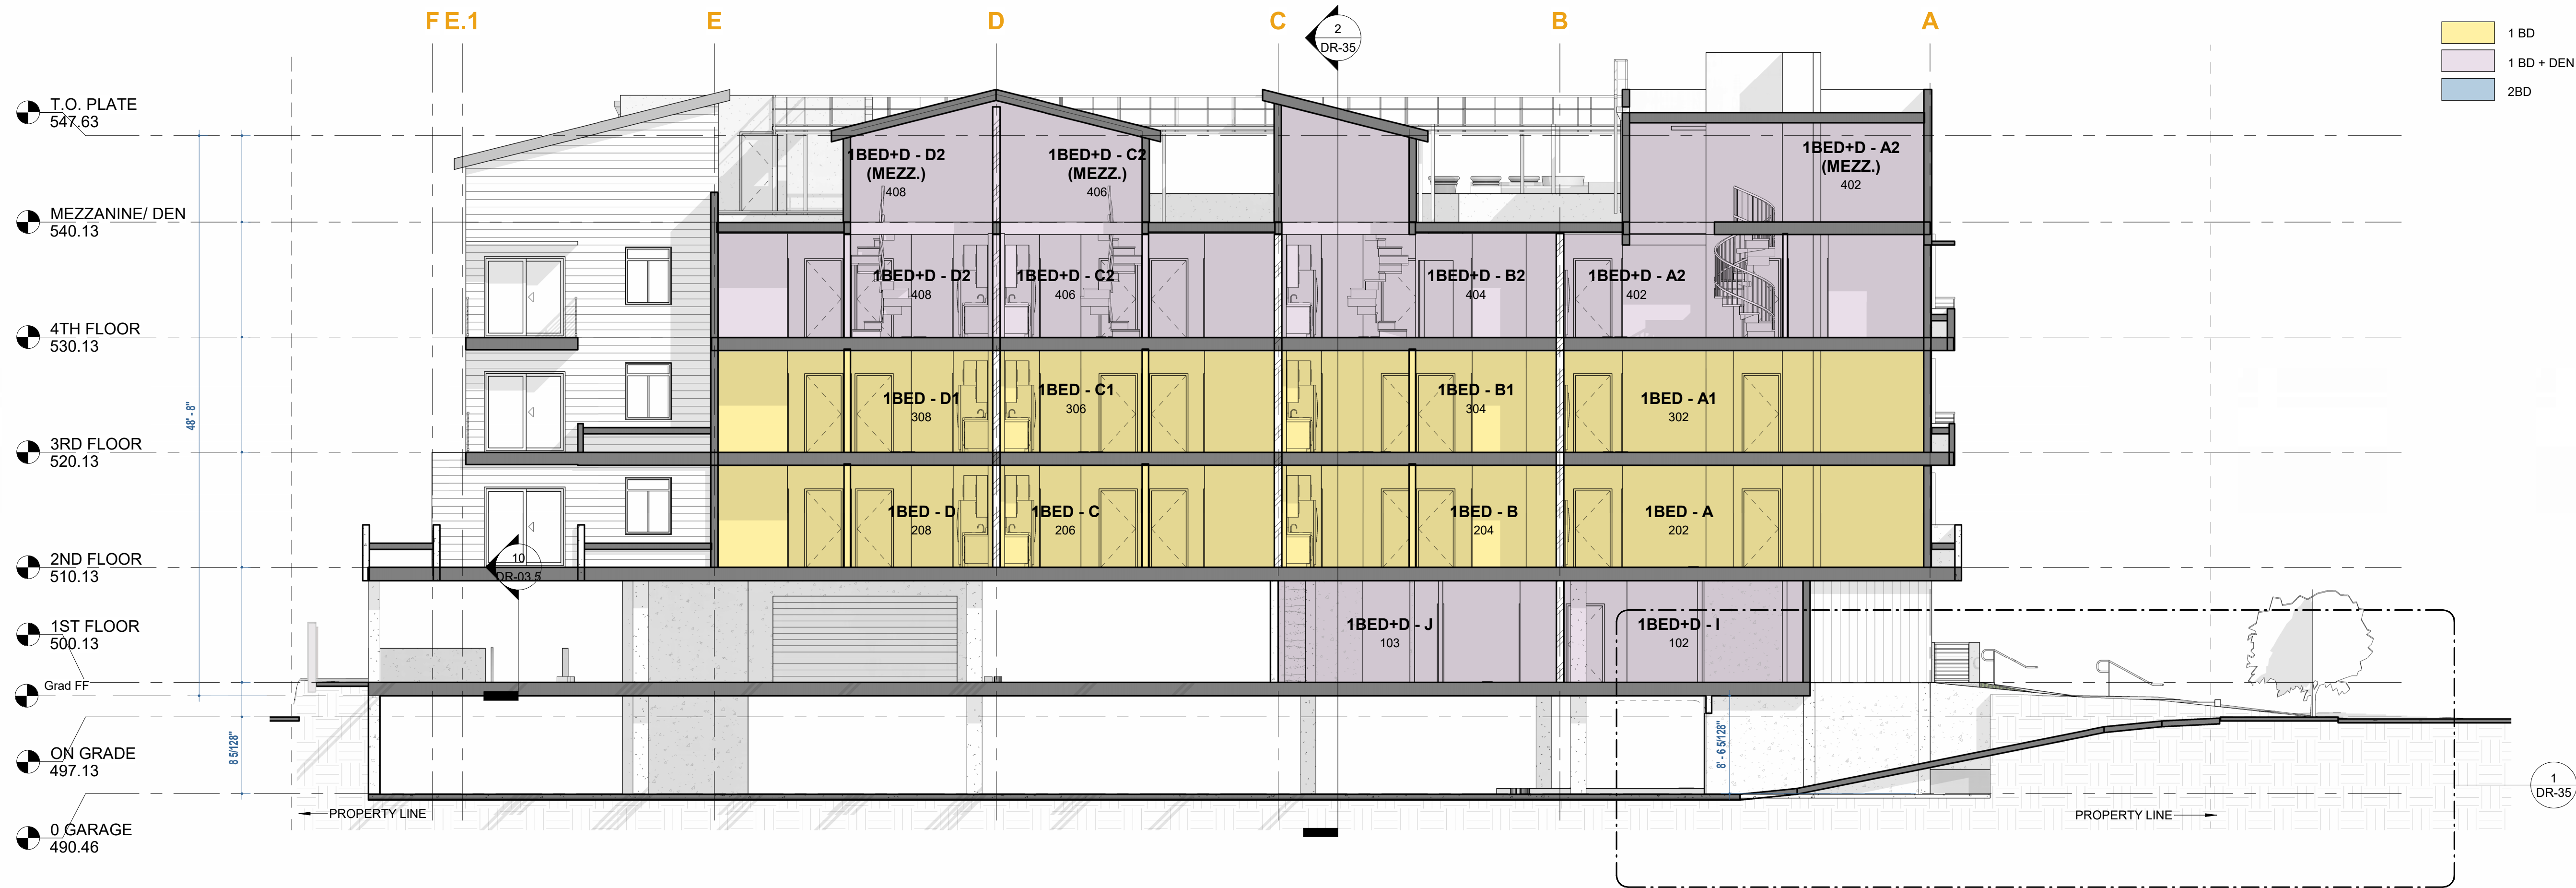 F E.1 E D C B A
2
DR-35
1 BD
1 BD + DEN
2BD
T.O. PLATE
547.63
MEZZANINE/ DEN
540.13
4TH FLOOR
530.13
3RD FLOOR
520.13
2ND FLOOR
510.13
1ST FLOOR
500.13
Grad FF
ON GRADE
497.13
0 GARAGE
490.46
48' - 8"
8 5/128"
1BED+D - D2
(MEZZ.)
408
1BED+D - C2
(MEZZ.)
406
1BED+D - A2
(MEZZ.)
402
1BED+D - D2
408
1BED+D - C2
406
1BED+D - B2
404
1BED+D - A2
402
1BED - D1
308
1BED - C1
306
1BED - B1
304
1BED - A1
302
1BED - D
208
1BED - C
206
1BED - B
204
1BED - A
202
10
DR-03.5
1BED+D - J
103
1BED+D - I
102
8' - 6 5/128"
PROPERTY LINE
PROPERTY LINE
1
DR-35